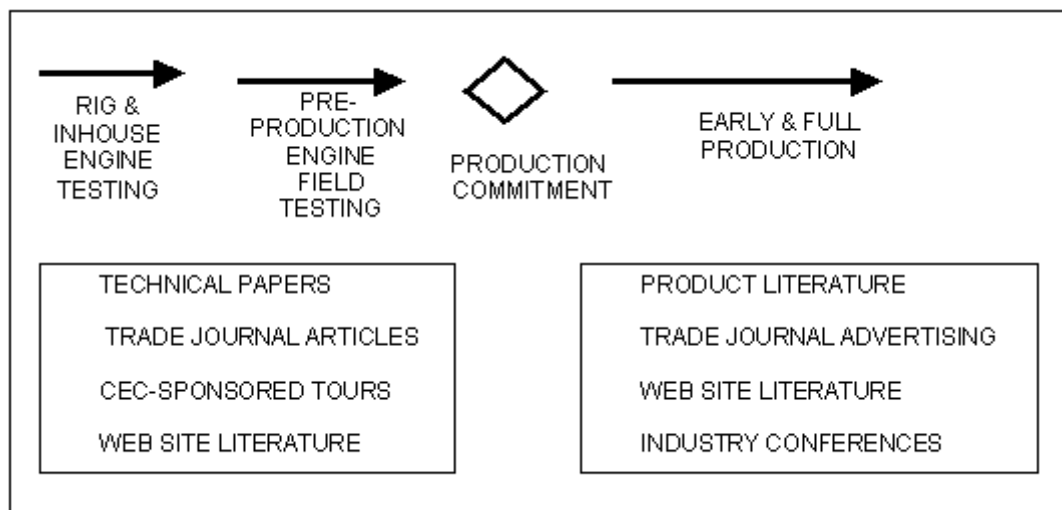 RIG &
INHOUSE
ENGINE
TESTING
PRE-
PRODUCTION
ENGINE
FIELD
TESTING
PRODUCTION
COMMITMENT
EARLY & FULL
PRODUCTION
TECHNICAL PAPERS
TRADE JOURNAL ARTICLES
CEC-SPONSORED TOURS
WEB SITE LITERATURE
PRODUCT LITERATURE
TRADE JOURNAL ADVERTISING
WEB SITE LITERATURE
INDUSTRY CONFERENCES